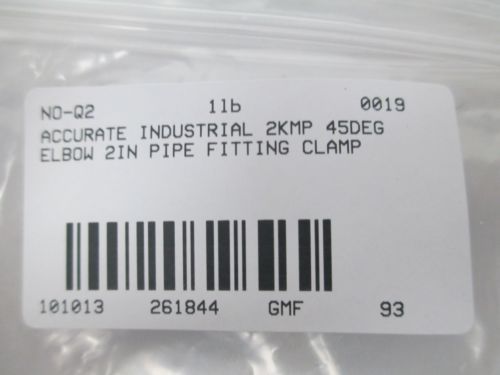 NO-Q2 1lb 0019
ACCURATE INDUSTRIAL 2KMP 45DEG
ELBOW 2IN PIPE FITTING CLAMP
101013 261844 GMF 93